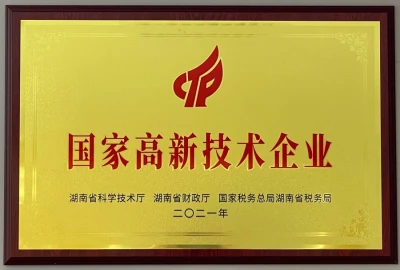 CTP
国家高新技术企业
湖南省科学技术厅 湖南省财政厅 国家税务总局湖南省税务局
二〇二一年